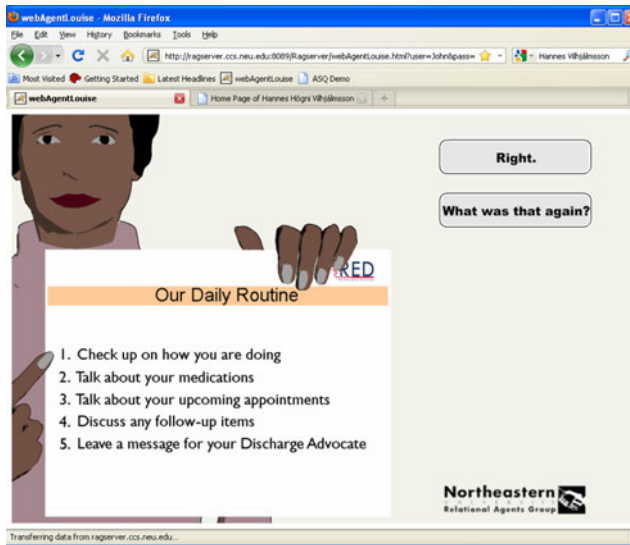 webAgentLouise - Mozilla Firefox
File Edit View History Bookmarks Tools Help
http://ragserver.ccs.neu.edu:8089/Ragserver/webAgentLouise.html?user=John&pass= Hannes Vilhjálmsson
Most Visited Getting Started Latest Headlines webAgentLouise ASQ Demo
webAgentLouise Home Page of Hannes Högni Vilhjálmsson
Right.
What was that again?
RED
Our Daily Routine
1. Check up on how you are doing
2. Talk about your medications
3. Talk about your upcoming appointments
4. Discuss any follow-up items
5. Leave a message for your Discharge Advocate
Northeastern
Relational Agents Group
Transferring data from ragserver.ccs.neu.edu...